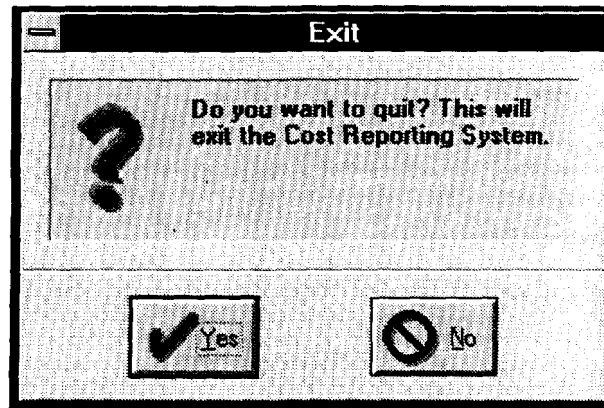 Exit
Do you want to quit? This will
exit the Cost Reporting System.
Yes
No